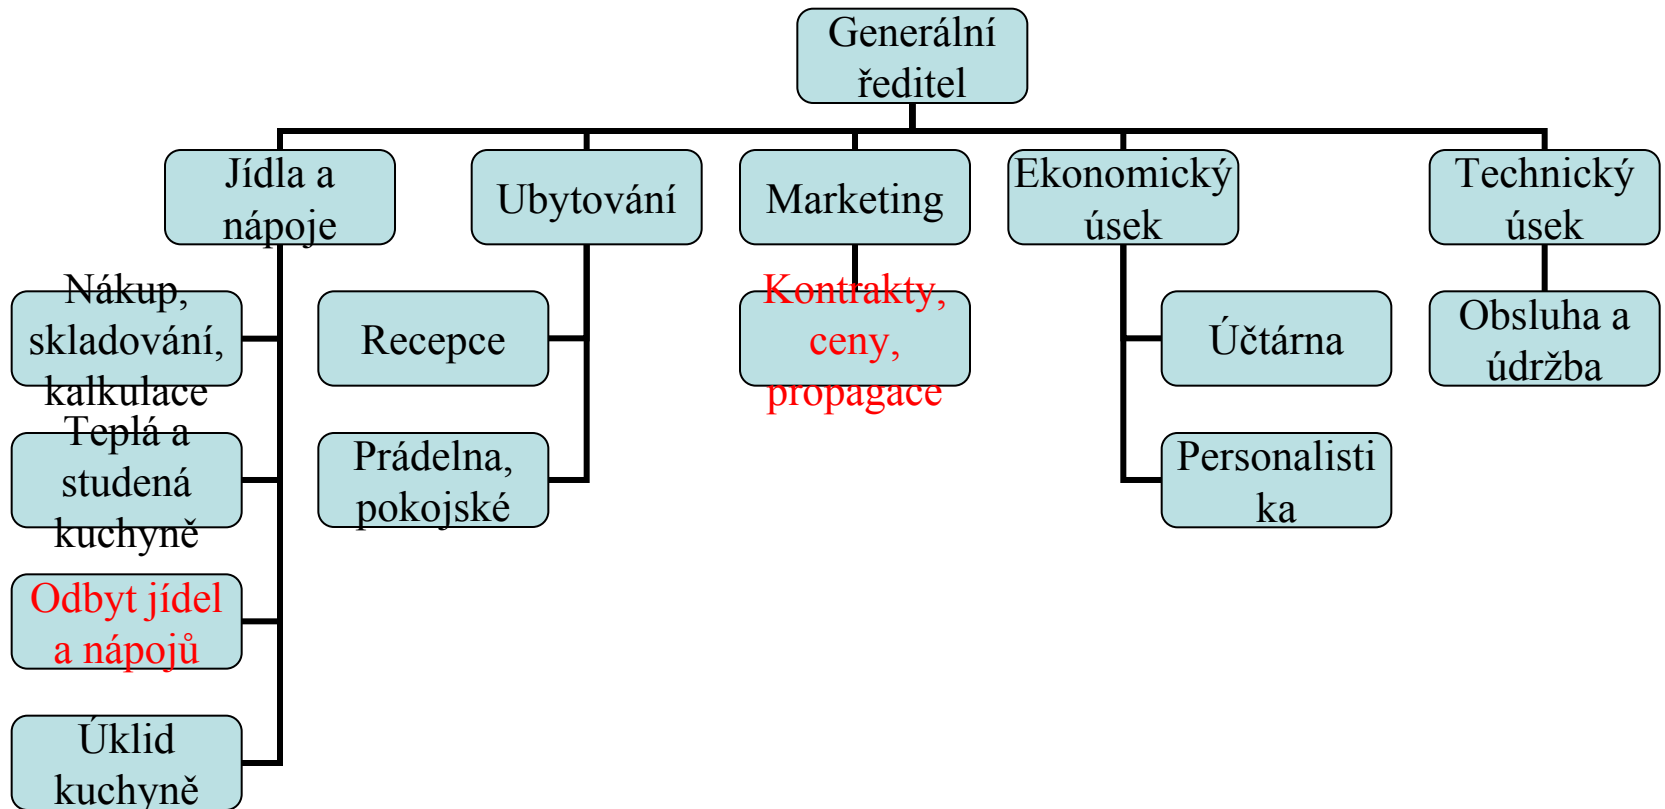 Generální
ředitel
Jídla a
nápoje
Ubytování
Marketing
Ekonomický
úsek
Technický
úsek
Nákup,
skladování,
kalkulace
Recepce
Kontrakty,
ceny,
propagace
Účtárna
Obsluha a
údržba
Teplá a
studená
kuchyně
Prádelna,
pokojské
Personalisti
ka
Odbyt jídel
a nápojů
Úklid
kuchyně